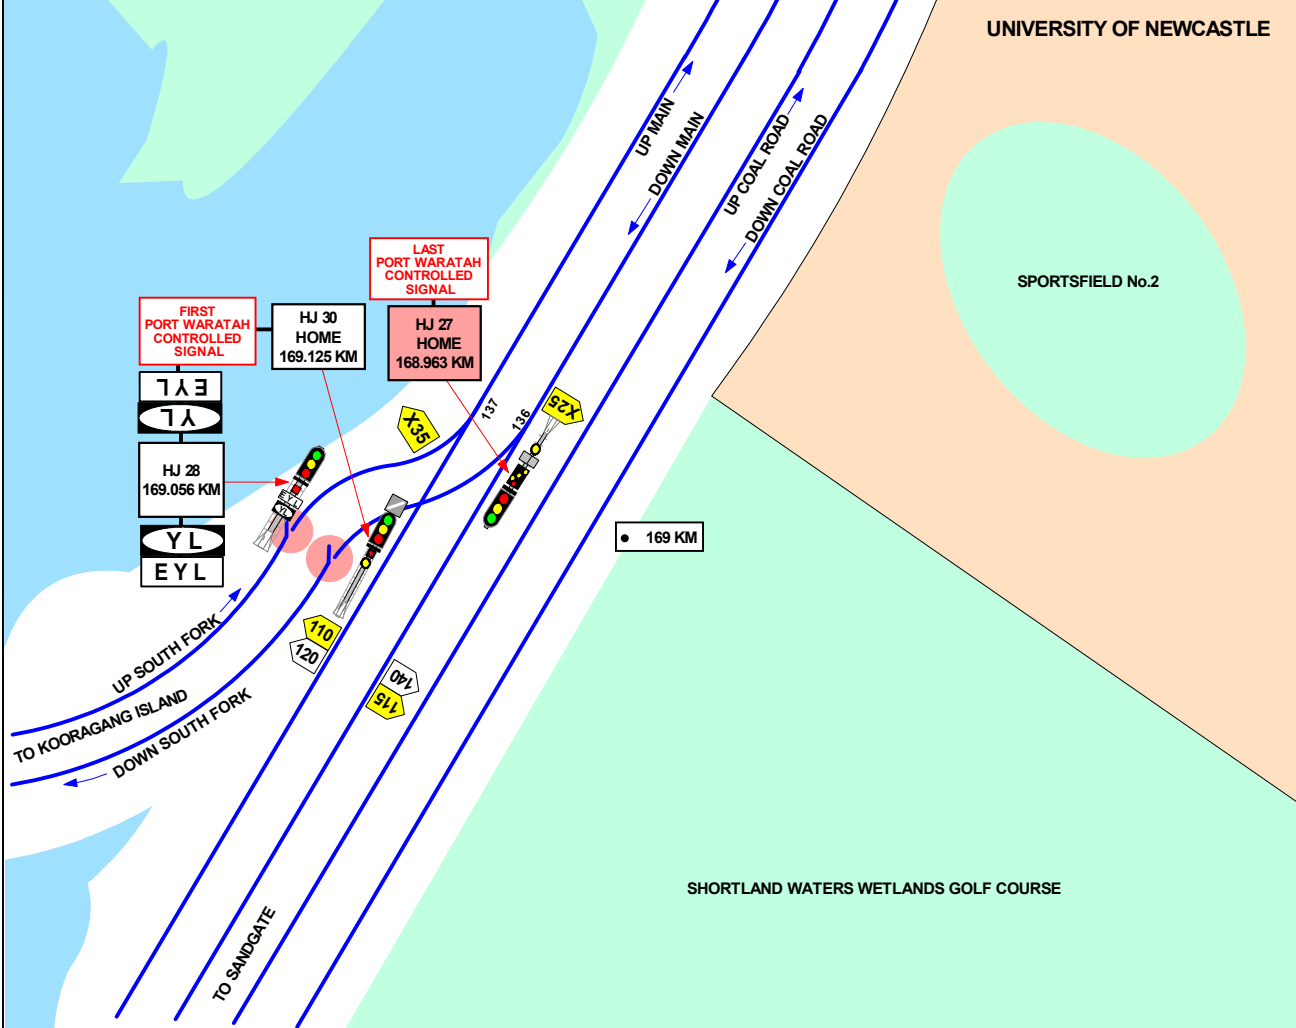 UNIVERSITY OF NEWCASTLE
UP MAIN
DOWN MAIN
UP COAL ROAD
DOWN COAL ROAD
SPORTSFIELD No.2
LAST
PORT WARATAH
CONTROLLED
SIGNAL
HJ 27
HOME
168.963 KM
FIRST
PORT WARATAH
CONTROLLED
SIGNAL
HJ 30
HOME
169.125 KM
EYL
YL
HJ 28
169.056 KM
YL
EYL
X35
137
136
X25
EYL
YL
169 KM
110
120
140
115
UP SOUTH FORK
TO KOORAGANG ISLAND
DOWN SOUTH FORK
TO SANDGATE
SHORTLAND WATERS WETLANDS GOLF COURSE